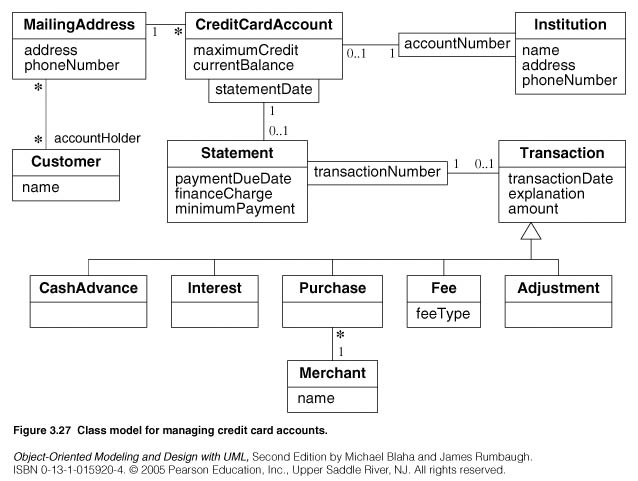 MailingAddress
address
phoneNumber
1
*
CreditCardAccount
maximumCredit
currentBalance
0..1
1
accountNumber
Institution
name
address
phoneNumber
statementDate
*
*
accountHolder
1
0..1
Customer
name
Statement
paymentDueDate
financeCharge
minimumPayment
transactionNumber
1
0..1
Transaction
transactionDate
explanation
amount
CashAdvance
Interest
Purchase
Fee
feeType
Adjustment
*
1
Merchant
name
Figure 3.27 Class model for managing credit card accounts.
Object-Oriented Modeling and Design with UML, Second Edition by Michael Blaha and James Rumbaugh.
ISBN 0-13-1-015920-4. © 2005 Pearson Education, Inc., Upper Saddle River, NJ. All rights reserved.